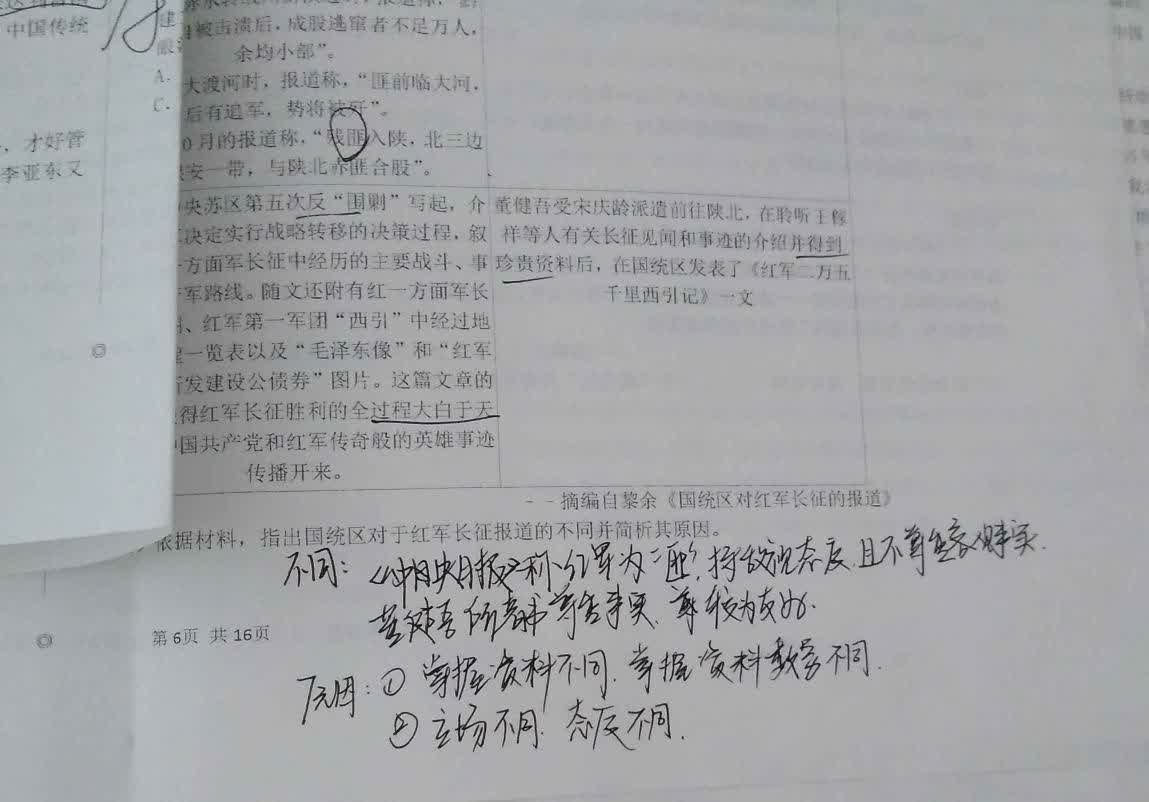 中国传统
、才好管
李亚东又
被击溃后，成股逃窜者不足万人，
余均小部”。
A.
大渡河时，报道称，“匪前临大河，
C.
后有追军，势将被歼”。
0月的报道称，“残匪入陕，北三边
安一带，与陕北赤匪合股”。
央苏区第五次反“围剿”写起，介
决定实行战略转移的决策过程，叙
方面军长征中经历的主要战斗、事
军路线。随文还附有红一方面军长
、红军第一军团“西引”中经过地
一览表以及“毛泽东像”和“红军
发建设公债券”图片。这篇文章的
得红军长征胜利的全过程大白于天
国共产党和红军传奇般的英雄事迹
传播开来。
董健吾受宋庆龄派遣前往陕北，在聆听王稼
祥等人有关长征见闻和事迹的介绍并得到
珍贵资料后，在国统区发表了《红军二万五
千里西引记》一文
--摘编自黎余《国统区对红军长征的报道》
依据材料，指出国统区对于红军长征报道的不同并简析其原因。
不同：《中央日报》称红军为“匪”，持敌视态度，且不尊重客观事实.
董健吾所著书尊重事实，较为友好.
第6页 共16页
原因：① 掌握资料不同，掌握资料数量不同.
② 立场不同，态度不同.